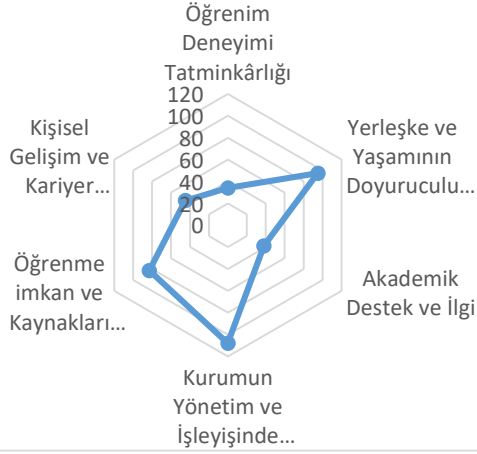 Öğrenim
Deneyimi
Tatminkârlığı
120
100
80
60
40
20
0
Yerleşke ve
Yaşamının
Doyuruculu...
Akademik
Destek ve İlgi
Kurumun
Yönetim ve
İşleyişinde...
Öğrenme
imkan ve
Kaynakları...
Kişisel
Gelişim ve
Kariyer...